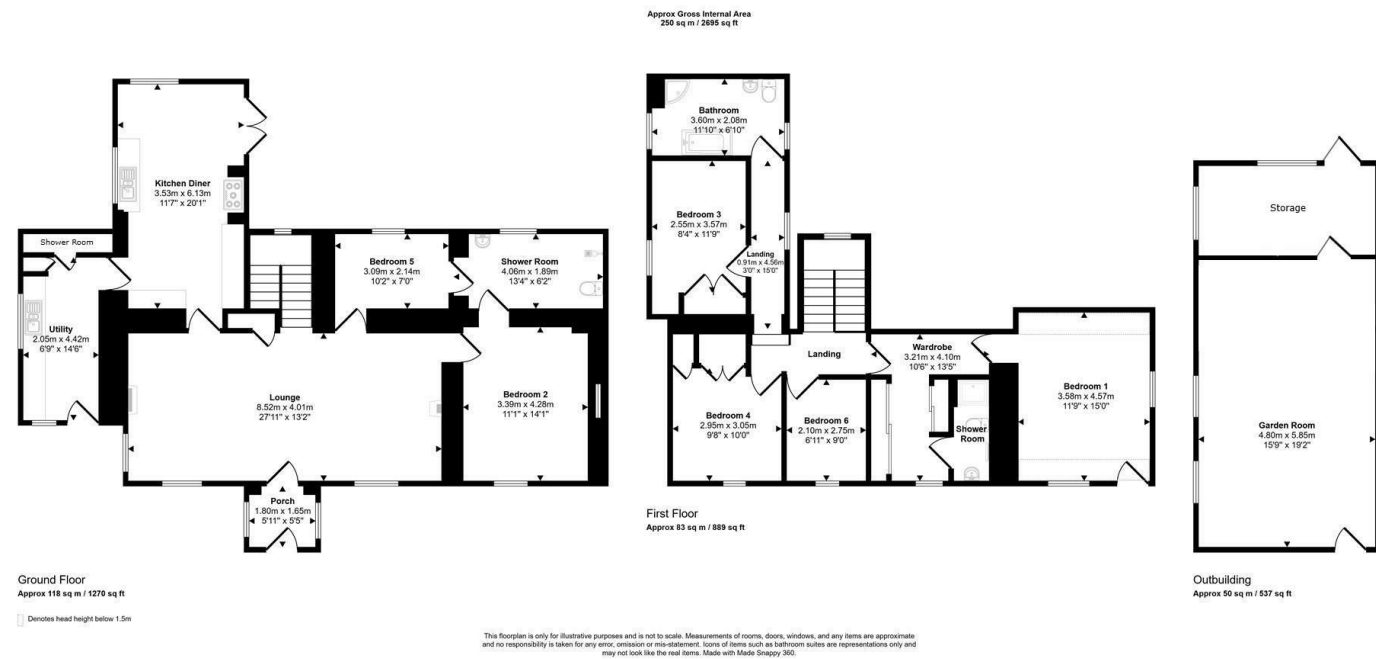 Approx Gross Internal Area
250 sq m / 2695 sq ft
Kitchen Diner
3.53m x 6.13m
11'7" x 20'1"
Shower Room
Utility
2.05m x 4.42m
6'9" x 14'6"
Bedroom 5
3.09m x 2.14m
10'2" x 7'0"
Shower Room
4.06m x 1.89m
13'4" x 6'2"
Lounge
8.52m x 4.01m
27'11" x 13'2"
Bedroom 2
3.39m x 4.28m
11'1" x 14'1"
Porch
1.80m x 1.65m
5'11" x 5'5"
Ground Floor
Approx 118 sq m / 1270 sq ft
Denotes head height below 1.5m
Bathroom
3.60m x 2.08m
11'10" x 6'10"
Bedroom 3
2.55m x 3.57m
8'4" x 11'9"
Landing
0.91m x 4.56m
3'0" x 15'0"
Landing
Wardrobe
3.21m x 4.10m
10'6" x 13'5"
Bedroom 1
3.58m x 4.57m
11'9" x 15'0"
Bedroom 4
2.95m x 3.05m
9'8" x 10'0"
Bedroom 6
2.10m x 2.75m
6'11" x 9'0"
Shower
Room
First Floor
Approx 83 sq m / 889 sq ft
Storage
Garden Room
4.80m x 5.85m
15'9" x 19'2"
Outbuilding
Approx 50 sq m / 537 sq ft
This floorplan is only for illustrative purposes and is not to scale. Measurements of rooms, doors, windows, and any items are approximate
and no responsibility is taken for any error, omission or mis-statement. Icons of items such as bathroom suites are representations only and
may not look like the real items. Made with Made Snappy 360.